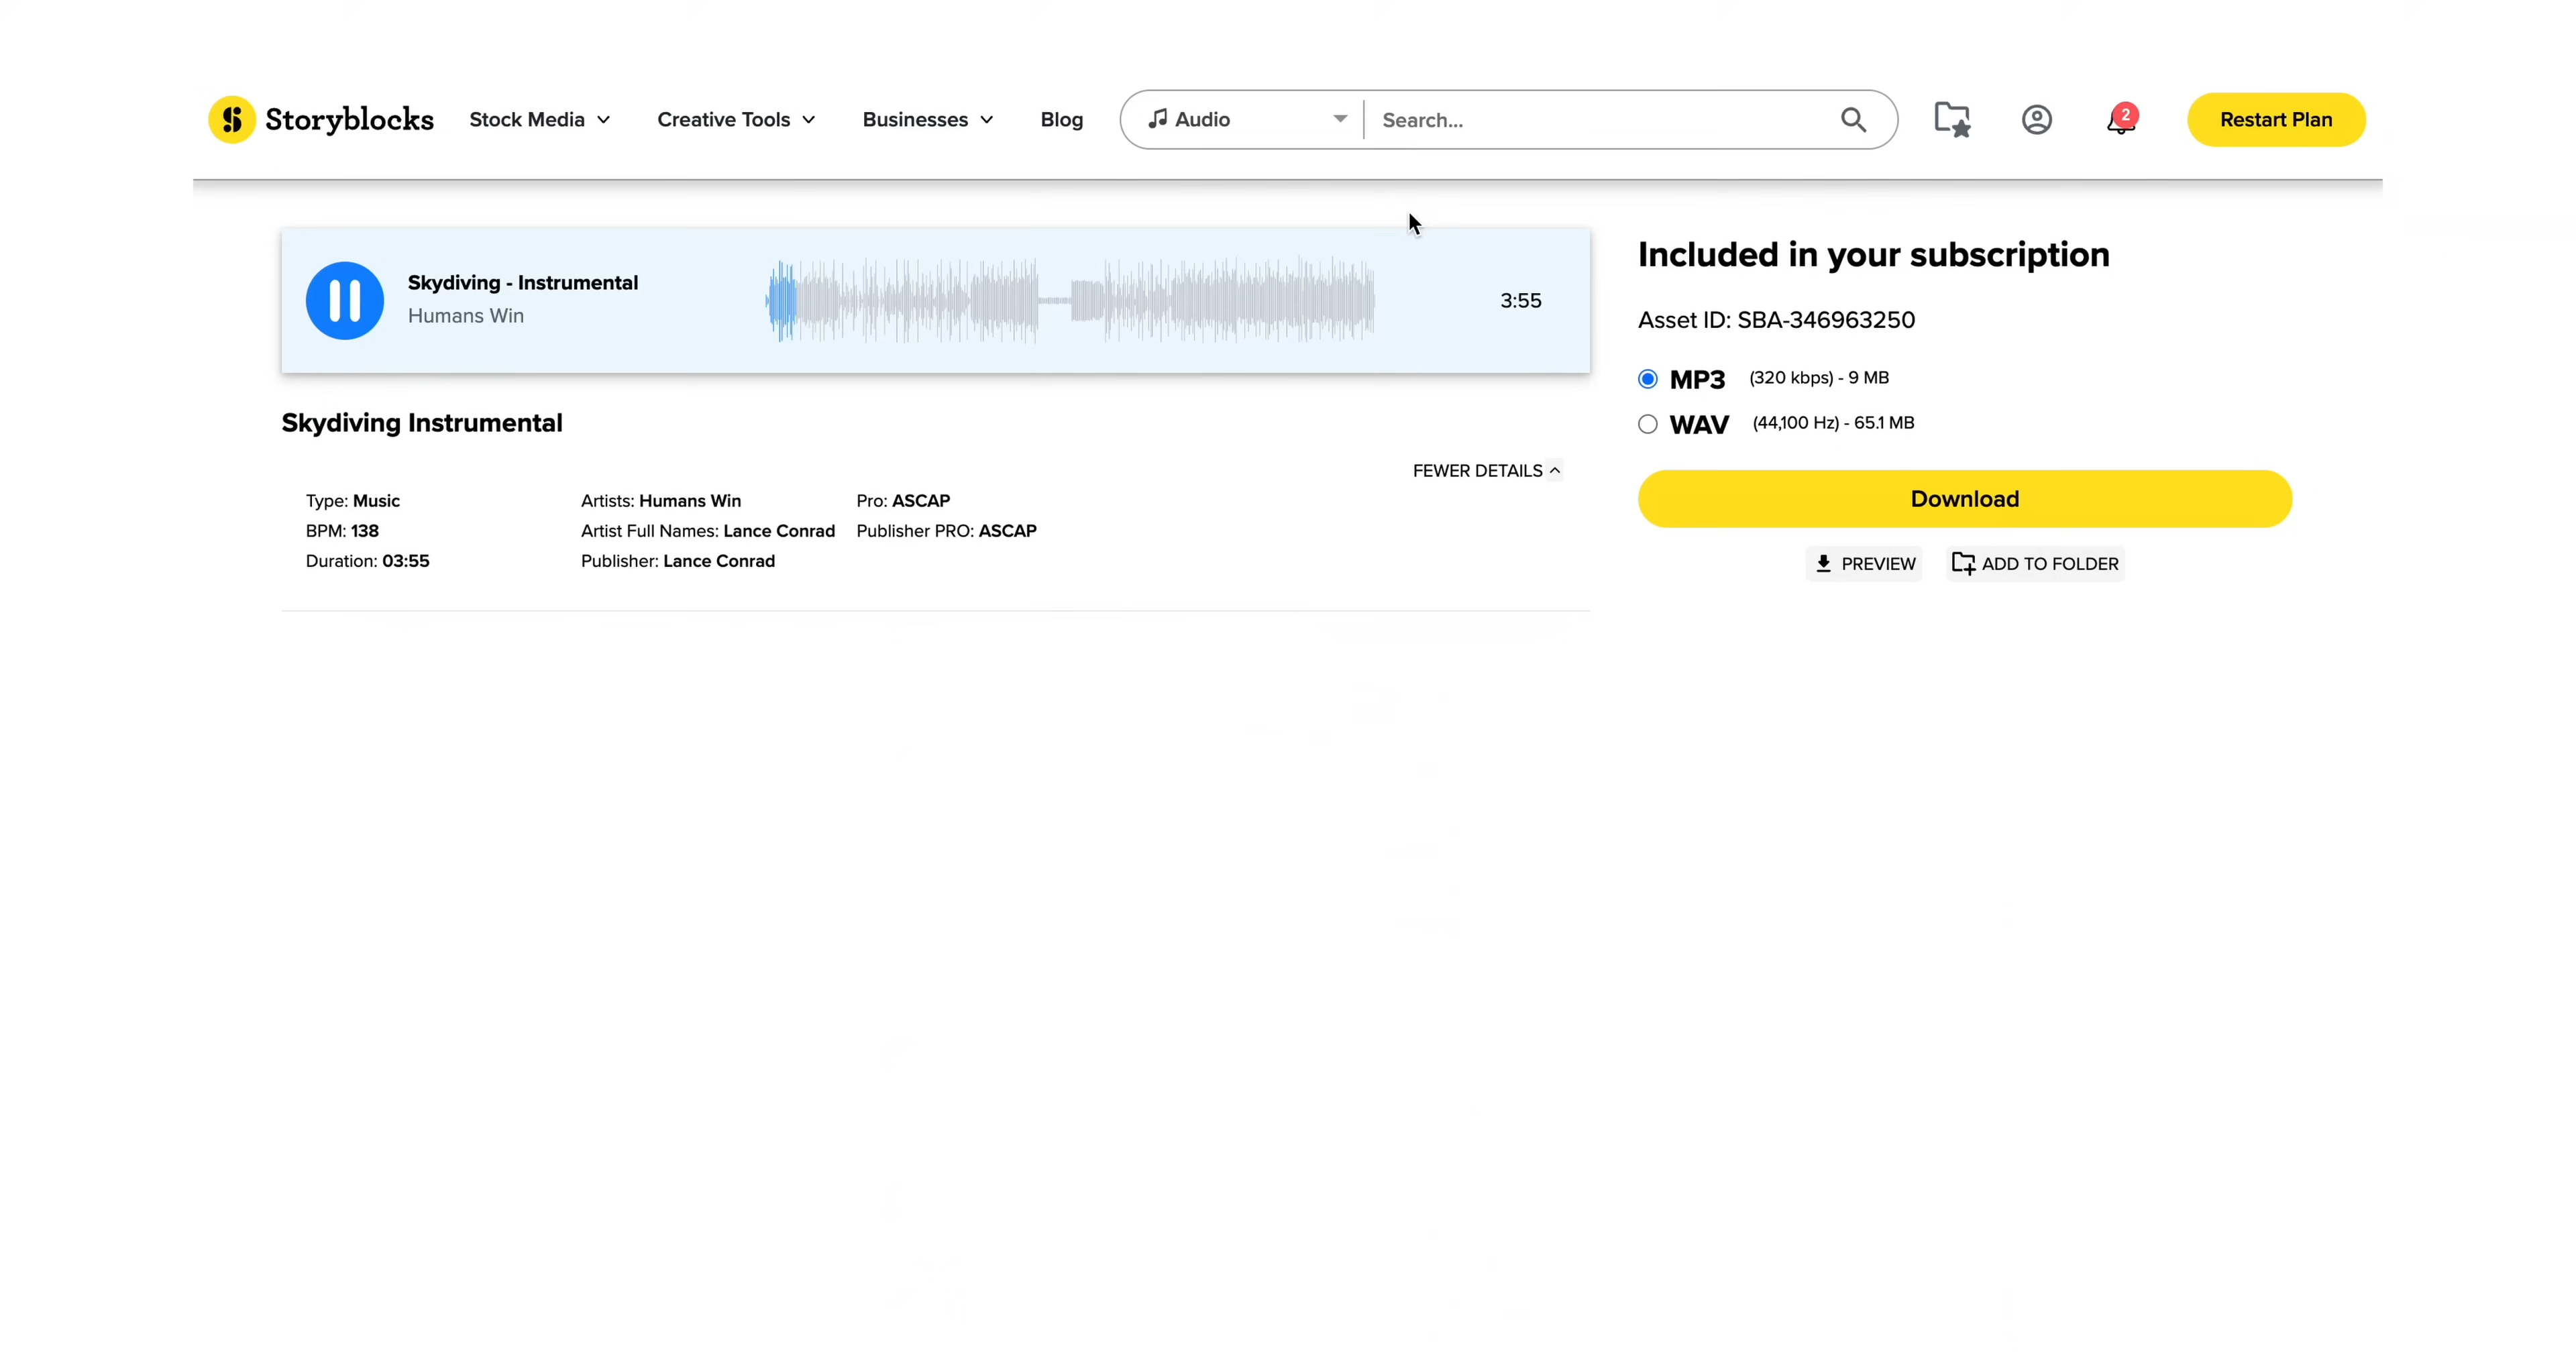 Storyblocks Stock Media Creative Tools Businesses Blog Audio Search... 2 Restart Plan
Skydiving - Instrumental
Humans Win
3:55
Included in your subscription
Asset ID: SBA-346963250
MP3 (320 kbps) - 9 MB
WAV (44,100 Hz) - 65.1 MB
Download
PREVIEW ADD TO FOLDER
Skydiving Instrumental
FEWER DETAILS
Type: Music Artists: Humans Win Pro: ASCAP
BPM: 138 Artist Full Names: Lance Conrad Publisher PRO: ASCAP
Duration: 03:55 Publisher: Lance Conrad